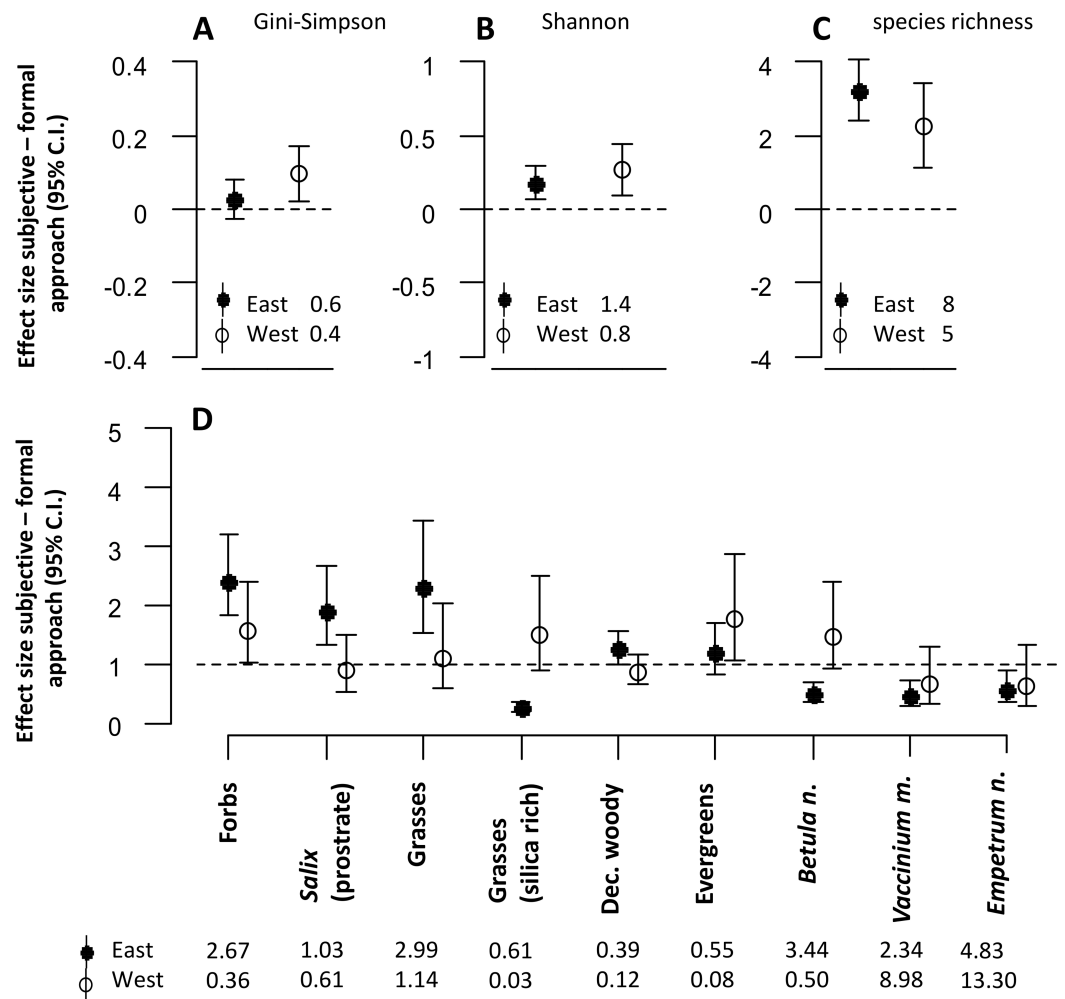 A Gini-Simpson B Shannon C species richness
Effect size subjective – formal
approach (95% C.I.)
0.4
0.2
0
-0.2
-0.4
East 0.6
West 0.4
1
0.5
0
-0.5
-1
East 1.4
West 0.8
4
2
0
-2
-4
East 8
West 5
D
Effect size subjective – formal
approach (95% C.I.)
5
4
3
2
1
0
Forbs
Salix
(prostrate)
Grasses
Grasses
(silica rich)
Dec. woody
Evergreens
Betula n.
Vaccinium m.
Empetrum n.
East 2.67 1.03 2.99 0.61 0.39 0.55 3.44 2.34 4.83
West 0.36 0.61 1.14 0.03 0.12 0.08 0.50 8.98 13.30